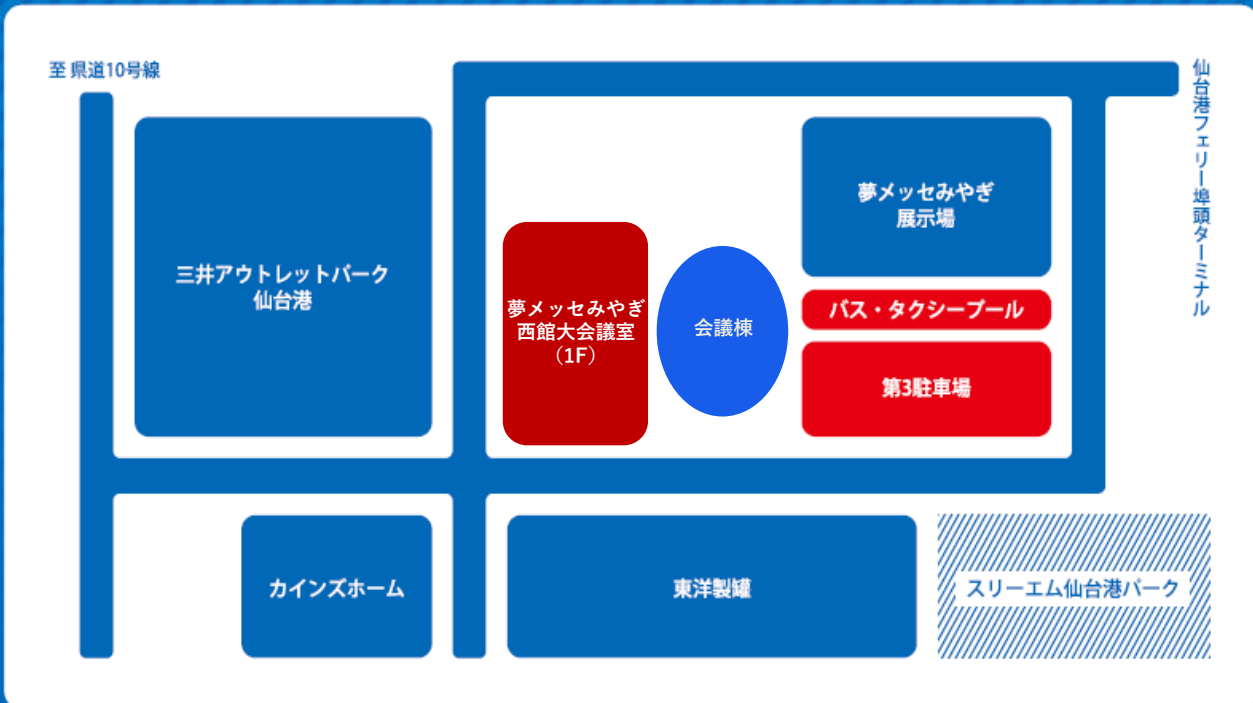 至 県道10号線
仙台港フェリー埠頭ターミナル
三井アウトレットパーク
仙台港
夢メッセみやぎ
西館大会議室
（1F）
会議棟
夢メッセみやぎ
展示場
バス・タクシープール
第3駐車場
カインズホーム
東洋製罐
スリーエム仙台港パーク